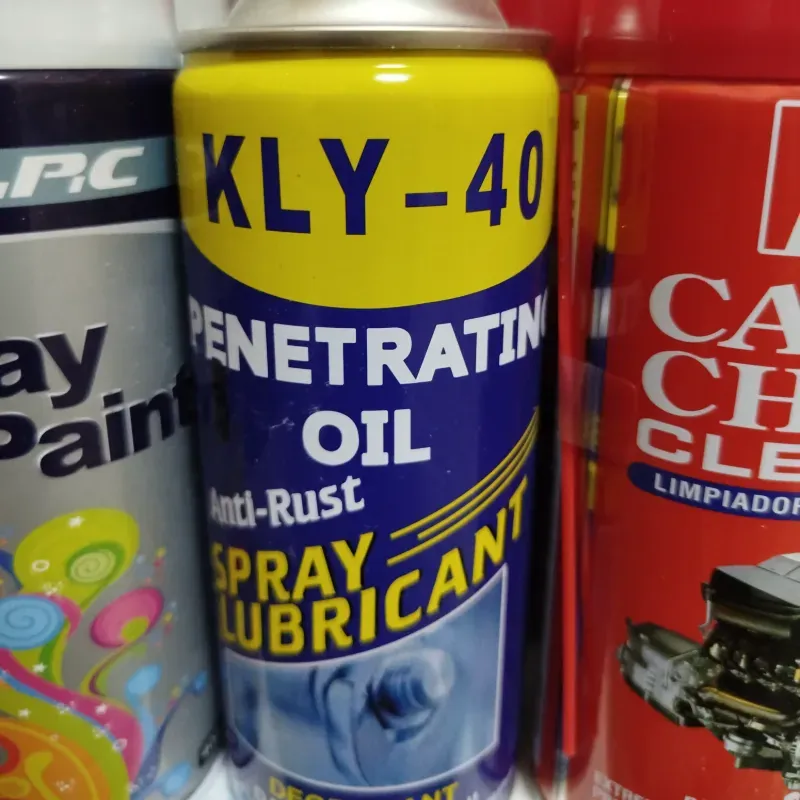 KLY-40
PENETRATING
OIL
Anti-Rust
SPRAY
LUBRICANT
ay
Paint
CA
CH
CLE
LIMPIADOR